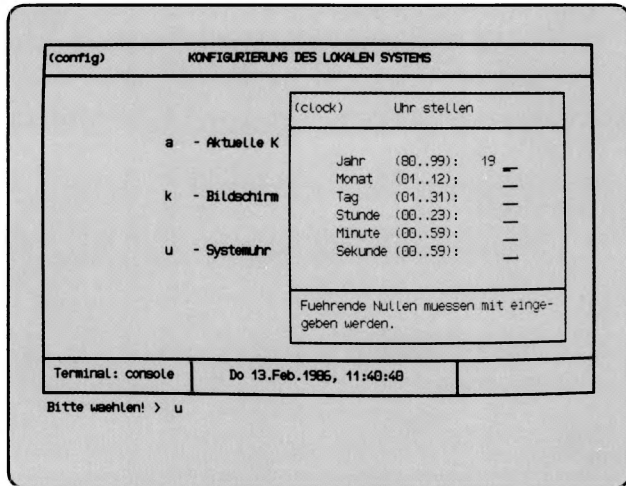 (config) KONFIGURIERUNG DES LOKALEN SYSTEMS
(clock) Uhr stellen
a - Aktuelle K
k - Bildschirm
u - Systemuhr
Jahr (80..99): 19 _
Monat (01..12): _
Tag (01..31): _
Stunde (00..23): _
Minute (00..59): _
Sekunde (00..59): _
Fuehrende Nullen muessen mit einge-
geben werden.
Terminal: console Do 13.Feb.1986, 11:40:40
Bitte waehlen! > u